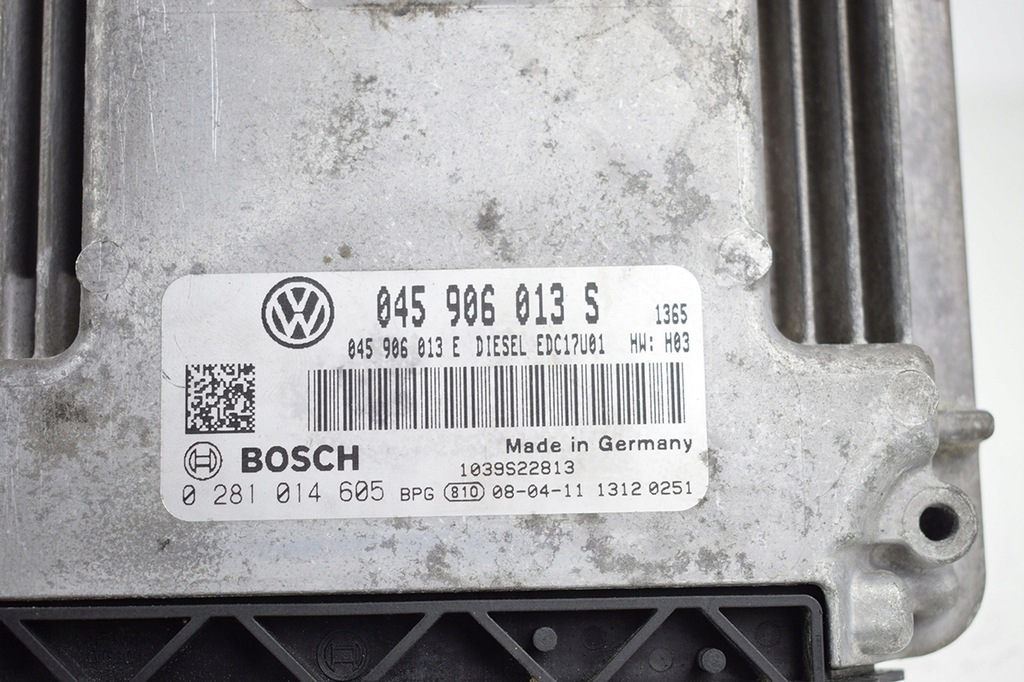 045 906 013 S 1365
045 906 013 E DIESEL EDC17U01 HW: H03
BOSCH Made in Germany
1039S22813
0 281 014 605 BPG 810 08-04-11 1312 0251